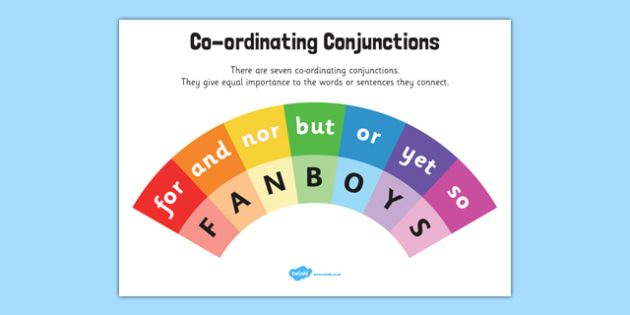 Co-ordinating Conjunctions
There are seven co-ordinating conjunctions.
They give equal importance to the words or sentences they connect.
for and nor but or yet so
F A N B O Y S
twinkl